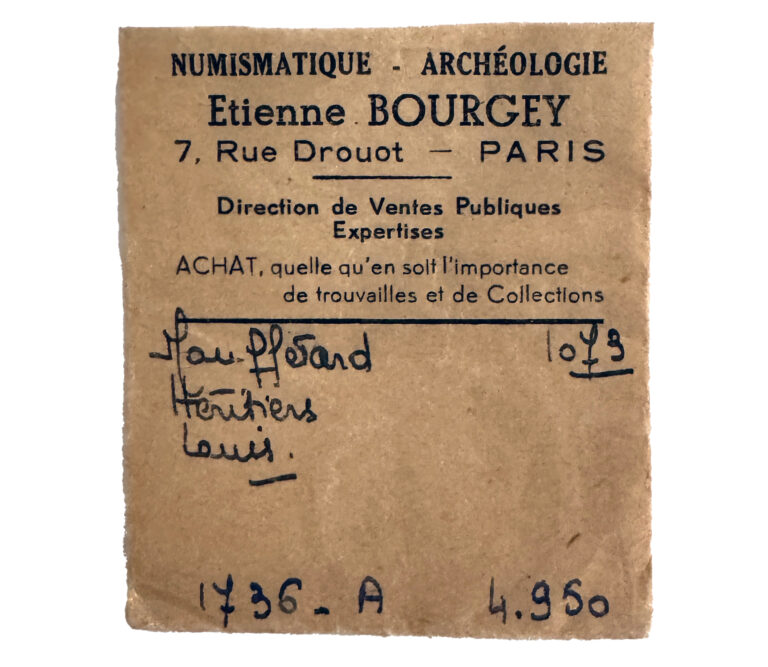 NUMISMATIQUE - ARCHÉOLOGIE
Etienne BOURGEY
7, Rue Drouot — PARIS
Direction de Ventes Publiques
Expertises
ACHAT, quelle qu'en soit l'importance
de trouvailles et de Collections
1073
Héritiers
Louis.
1736 - A 4.950